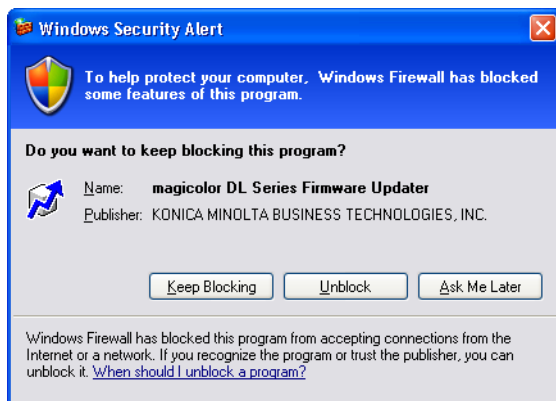 Windows Security Alert
To help protect your computer, Windows Firewall has blocked
some features of this program.
Do you want to keep blocking this program?
Name: magicolor DL Series Firmware Updater
Publisher: KONICA MINOLTA BUSINESS TECHNOLOGIES, INC.
Keep Blocking Unblock Ask Me Later
Windows Firewall has blocked this program from accepting connections from the
Internet or a network. If you recognize the program or trust the publisher, you can
unblock it. When should I unblock a program?